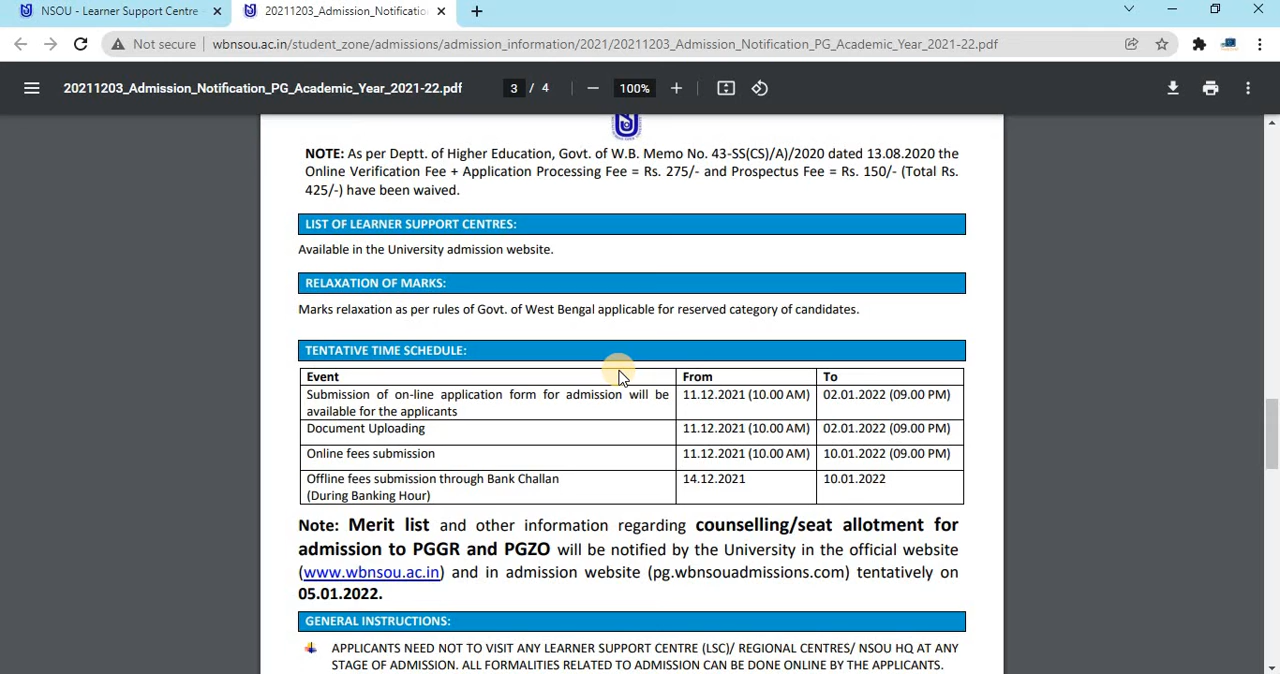 NSOU - Learner Support Centre
20211203_Admission_Notificatio
Not secure
wbnsou.ac.in/student_zone/admissions/admission_information/2021/20211203_Admission_Notification_PG_Academic_Year_2021-22.pdf
20211203_Admission_Notification_PG_Academic_Year_2021-22.pdf
3 / 4
100%
NOTE: As per Deptt. of Higher Education, Govt. of W.B. Memo No. 43-SS(CS)/A)/2020 dated 13.08.2020 the
Online Verification Fee + Application Processing Fee = Rs. 275/- and Prospectus Fee = Rs. 150/- (Total Rs.
425/-) have been waived.
LIST OF LEARNER SUPPORT CENTRES:
Available in the University admission website.
RELAXATION OF MARKS:
Marks relaxation as per rules of Govt. of West Bengal applicable for reserved category of candidates.
TENTATIVE TIME SCHEDULE:
Event From To
Submission of on-line application form for admission will be 11.12.2021 (10.00 AM) 02.01.2022 (09.00 PM)
available for the applicants
Document Uploading 11.12.2021 (10.00 AM) 02.01.2022 (09.00 PM)
Online fees submission 11.12.2021 (10.00 AM) 10.01.2022 (09.00 PM)
Offline fees submission through Bank Challan 14.12.2021 10.01.2022
(During Banking Hour)
Note: Merit list and other information regarding counselling/seat allotment for
admission to PGGR and PGZO will be notified by the University in the official website
(www.wbnsou.ac.in) and in admission website (pg.wbnsouadmissions.com) tentatively on
05.01.2022.
GENERAL INSTRUCTIONS:
APPLICANTS NEED NOT TO VISIT ANY LEARNER SUPPORT CENTRE (LSC)/ REGIONAL CENTRES/ NSOU HQ AT ANY
STAGE OF ADMISSION. ALL FORMALITIES RELATED TO ADMISSION CAN BE DONE ONLINE BY THE APPLICANTS.